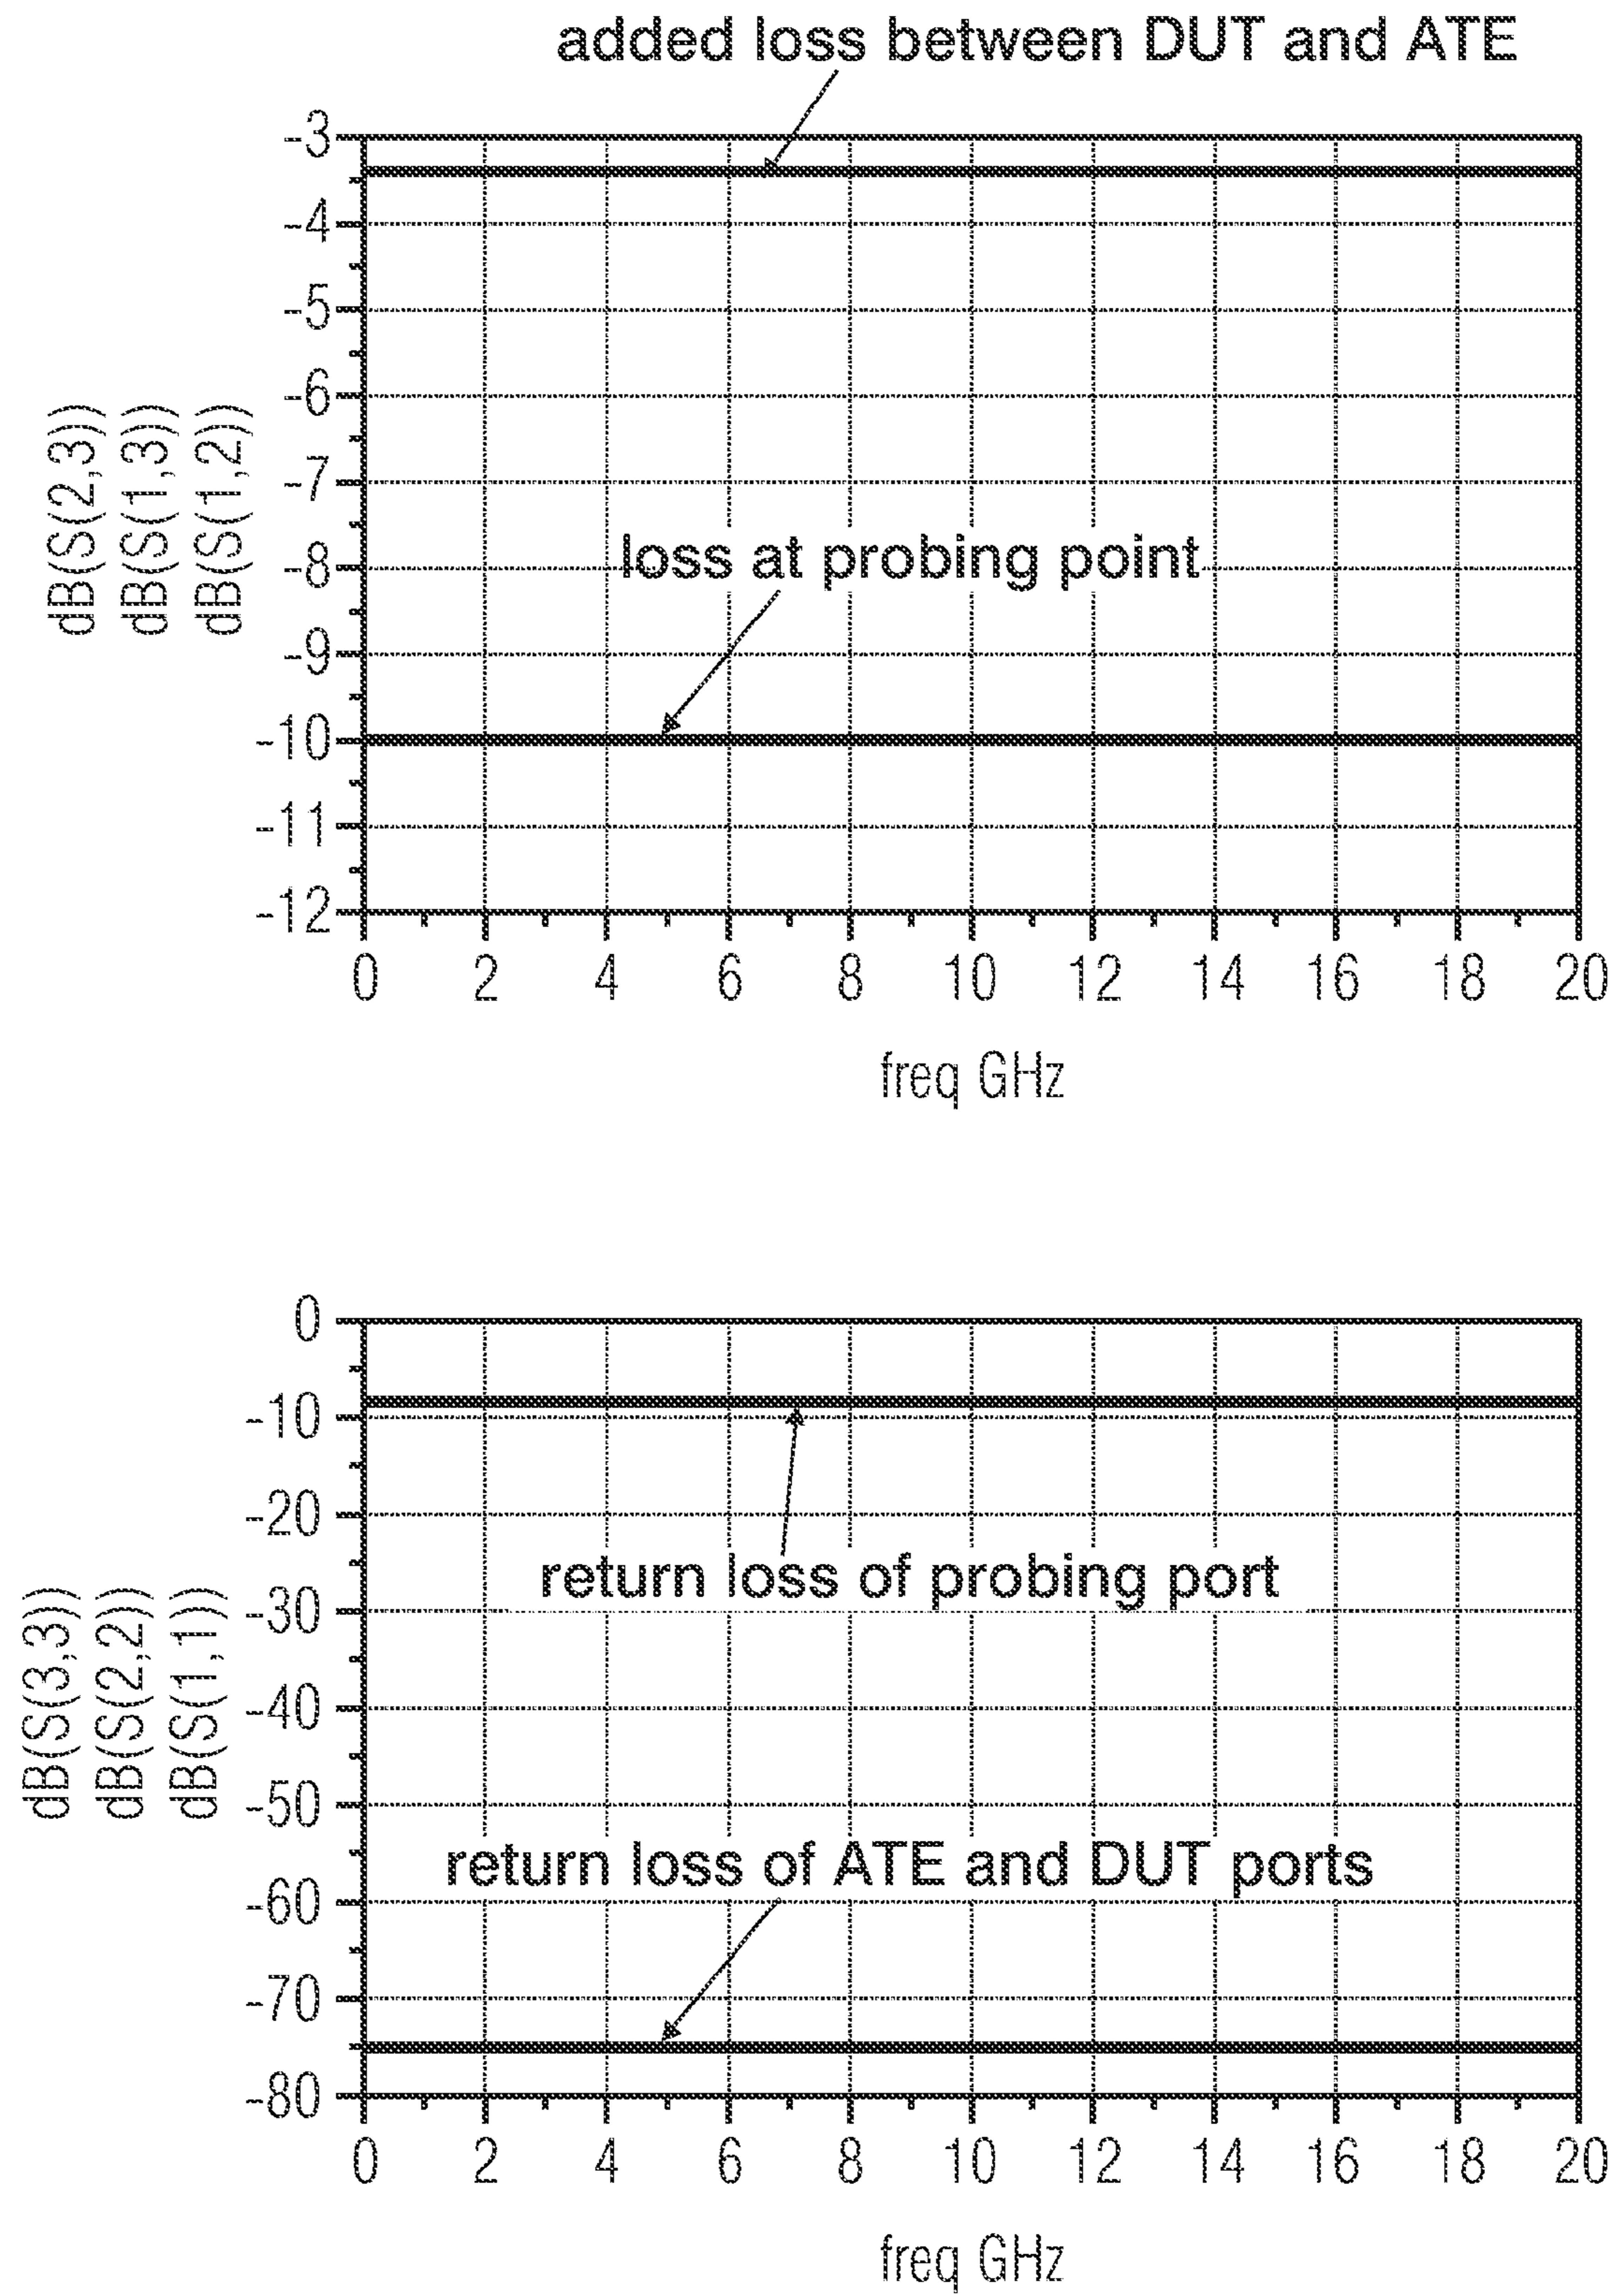 added loss between DUT and ATE
-3
-4
-5
-6
-7
-8
-9
-10
-11
-12
dB(S(2,3))
dB(S(1,3))
dB(S(1,2))
loss at probing point
0 2 4 6 8 10 12 14 16 18 20
freq GHz
0
-10
-20
-30
-40
-50
-60
-70
-80
dB(S(3,3))
dB(S(2,2))
dB(S(1,1))
return loss of probing port
return loss of ATE and DUT ports
0 2 4 6 8 10 12 14 16 18 20
freq GHz